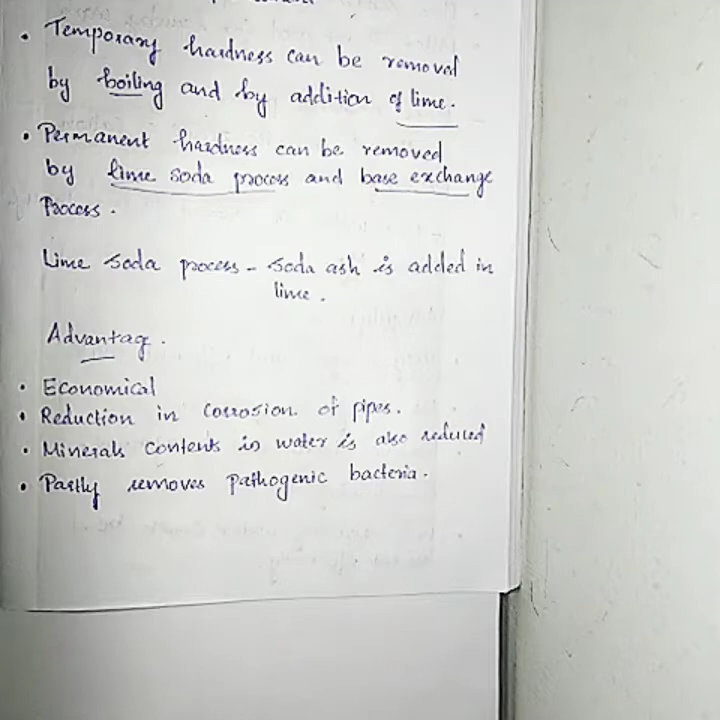 • Temporary hardness can be removal
by boiling and by addition of lime.
• Permanent hardness can be removed
by lime soda process and base exchange
Process.
Lime soda process - soda ash is added in
lime.
Advantag.
• Economical
• Reduction in corrosion of pipes.
• Minerals contents in water is also reduced
• Partly removes pathogenic bacteria.